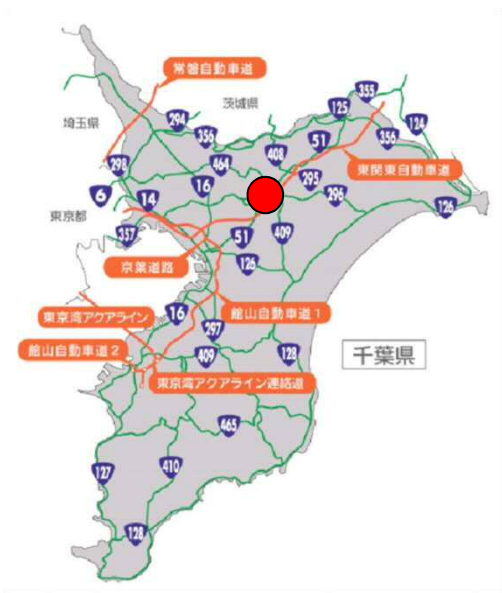 常磐自動車道
355
294
茨城県
125
124
埼玉県
356
51
356
408
298
464
東関東自動車道
295
16
6
14
296
126
東京都
357
51
409
京葉道路
126
東京湾アクアライン
16
館山自動車道1
297
館山自動車道2
409
128
千葉県
東京湾アクアライン連絡道
465
127
410
128